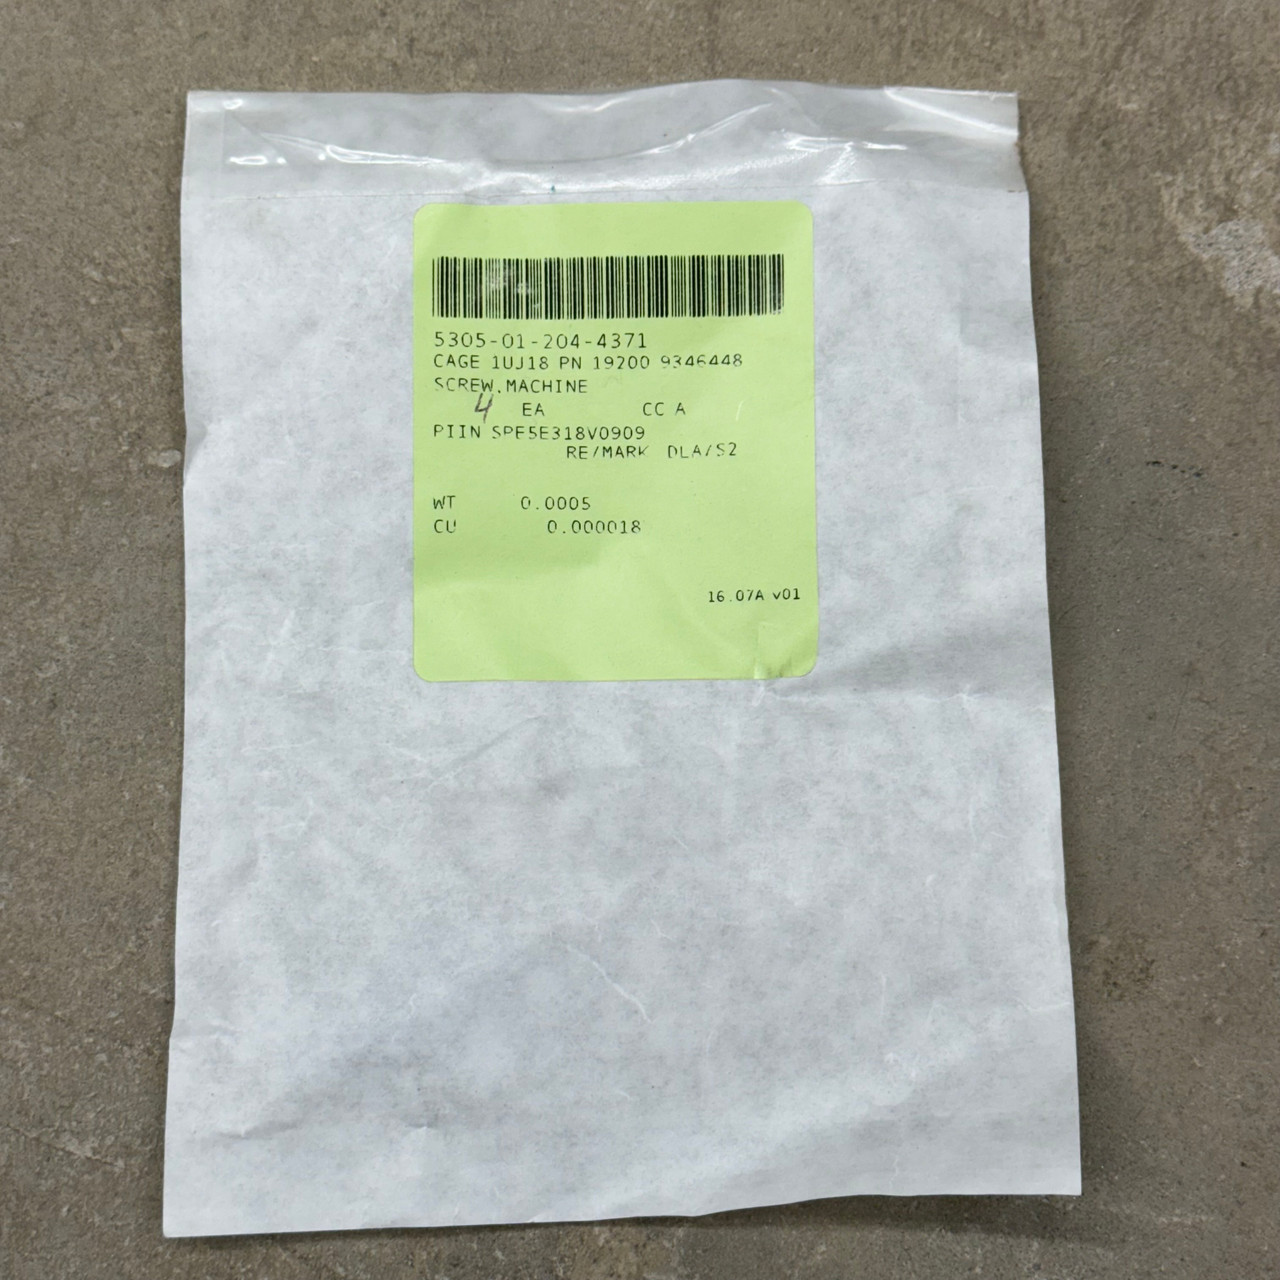 5305-01-204-4371
CAGE 1UJ18 PN 19200 9346448
SCREW,MACHINE
4 EA CC A
PIIN SPE5E318V0909
RE/MARK DLA/S2
WT 0.0005
CU 0.000018
16.07A v01